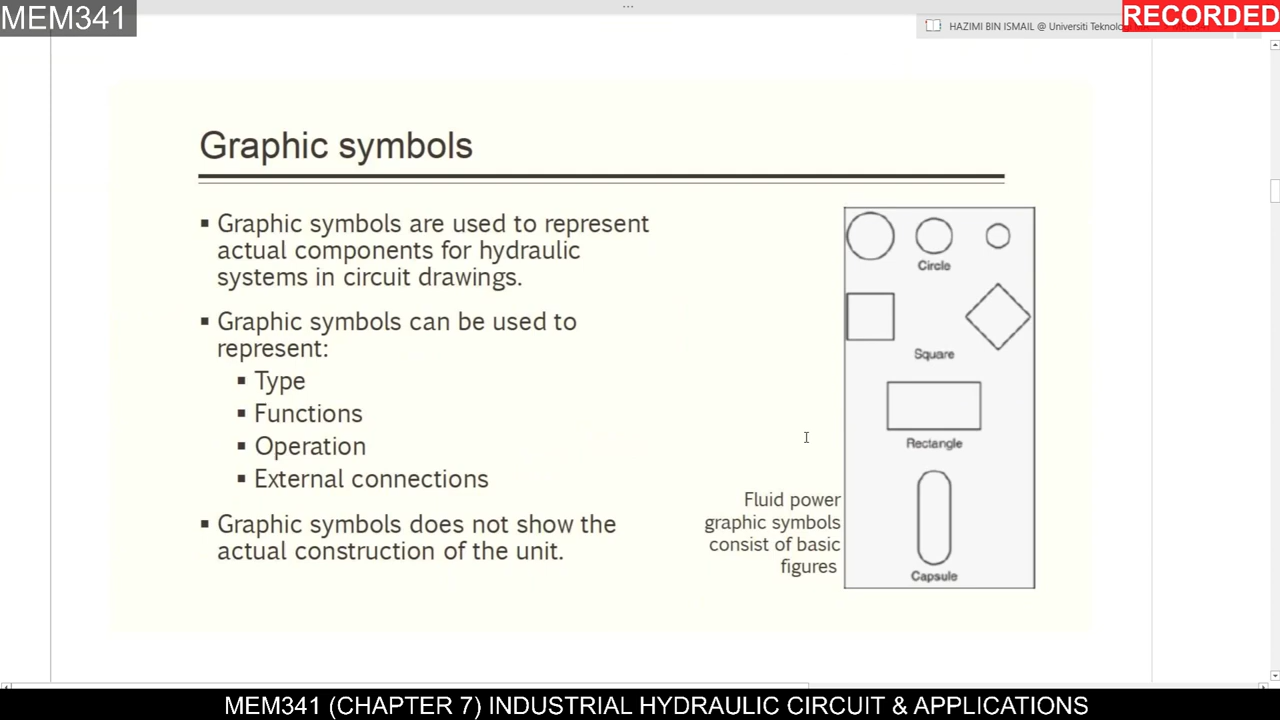 MEM341
RECORDED
HAZIMI BIN ISMAIL @ Universiti Teknolog
Graphic symbols
▪ Graphic symbols are used to represent
actual components for hydraulic
systems in circuit drawings.
▪ Graphic symbols can be used to
represent:
▪ Type
▪ Functions
▪ Operation
▪ External connections
▪ Graphic symbols does not show the
actual construction of the unit.
Circle
Square
Rectangle
Capsule
Fluid power
graphic symbols
consist of basic
figures
MEM341 (CHAPTER 7) INDUSTRIAL HYDRAULIC CIRCUIT & APPLICATIONS